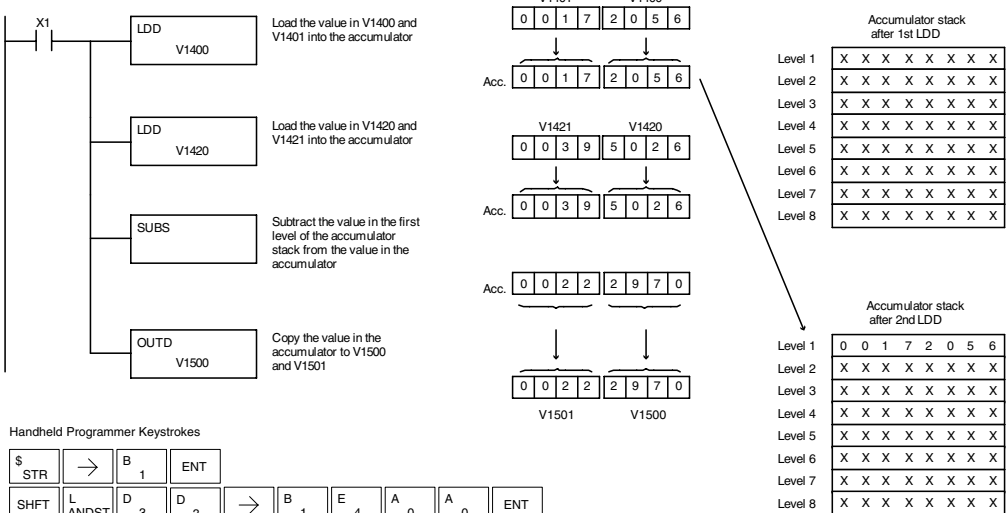 X1
LDD
V1400
Load the value in V1400 and
V1401 into the accumulator
LDD
V1420
Load the value in V1420 and
V1421 into the accumulator
SUBS
Subtract the value in the first
level of the accumulator
stack from the value in the
accumulator
OUTD
V1500
Copy the value in the
accumulator to V1500
and V1501
0 0 1 7 2 0 5 6
Acc. 0 0 1 7 2 0 5 6
V1421 V1420
0 0 3 9 5 0 2 6
Acc. 0 0 3 9 5 0 2 6
Acc. 0 0 2 2 2 9 7 0
0 0 2 2 2 9 7 0
V1501 V1500
Accumulator stack
after 1st LDD
Level 1 X X X X X X X X
Level 2 X X X X X X X X
Level 3 X X X X X X X X
Level 4 X X X X X X X X
Level 5 X X X X X X X X
Level 6 X X X X X X X X
Level 7 X X X X X X X X
Level 8 X X X X X X X X
Accumulator stack
after 2nd LDD
Level 1 0 0 1 7 2 0 5 6
Level 2 X X X X X X X X
Level 3 X X X X X X X X
Level 4 X X X X X X X X
Level 5 X X X X X X X X
Level 6 X X X X X X X X
Level 7 X X X X X X X X
Level 8 X X X X X X X X
Handheld Programmer Keystrokes
$ STR → B 1 ENT
SHFT L ANDST D 3 D 3 → B 1 E 4 A 0 A 0 ENT